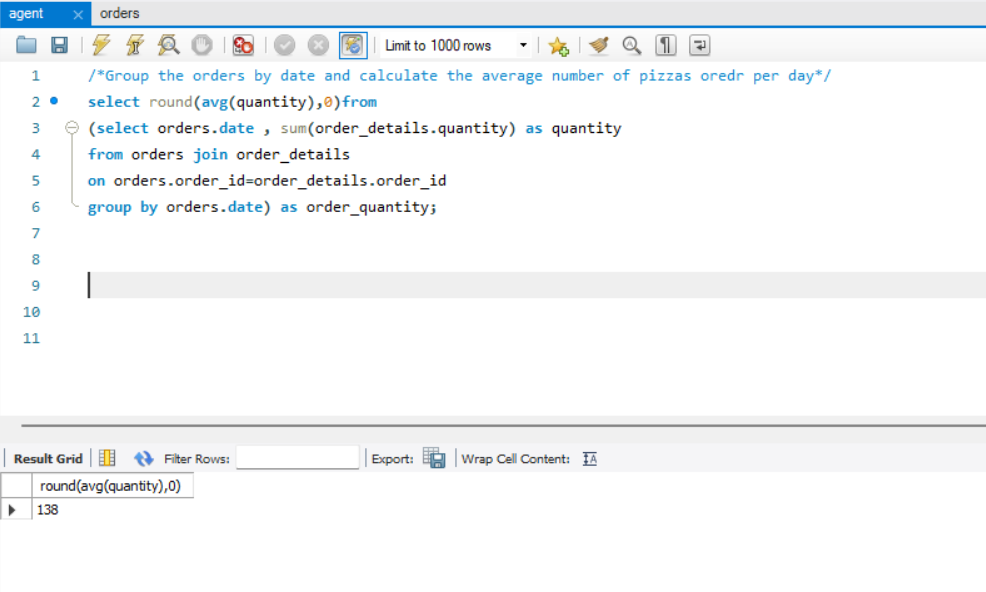 agent × orders
Limit to 1000 rows
1 /*Group the orders by date and calculate the average number of pizzas oredr per day*/
2 select round(avg(quantity),0)from
3 (select orders.date , sum(order_details.quantity) as quantity
4 from orders join order_details
5 on orders.order_id=order_details.order_id
6 group by orders.date) as order_quantity;
7
8
9
10
11
Result Grid Filter Rows: Export: Wrap Cell Content:
round(avg(quantity),0)
138